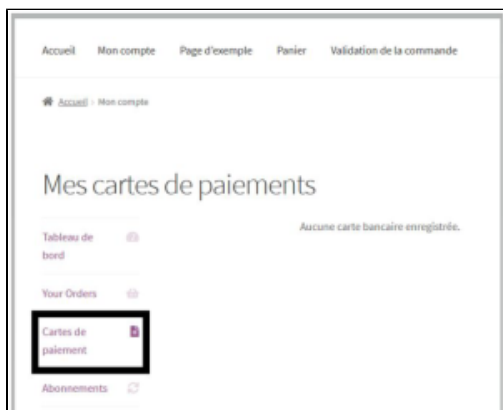 Accueil Mon compte Page d'exemple Panier Validation de la commande
Accueil › Mon compte
Mes cartes de paiements
Aucune carte bancaire enregistrée.
Tableau de
bord
Your Orders
Cartes de
paiement
Abonnements